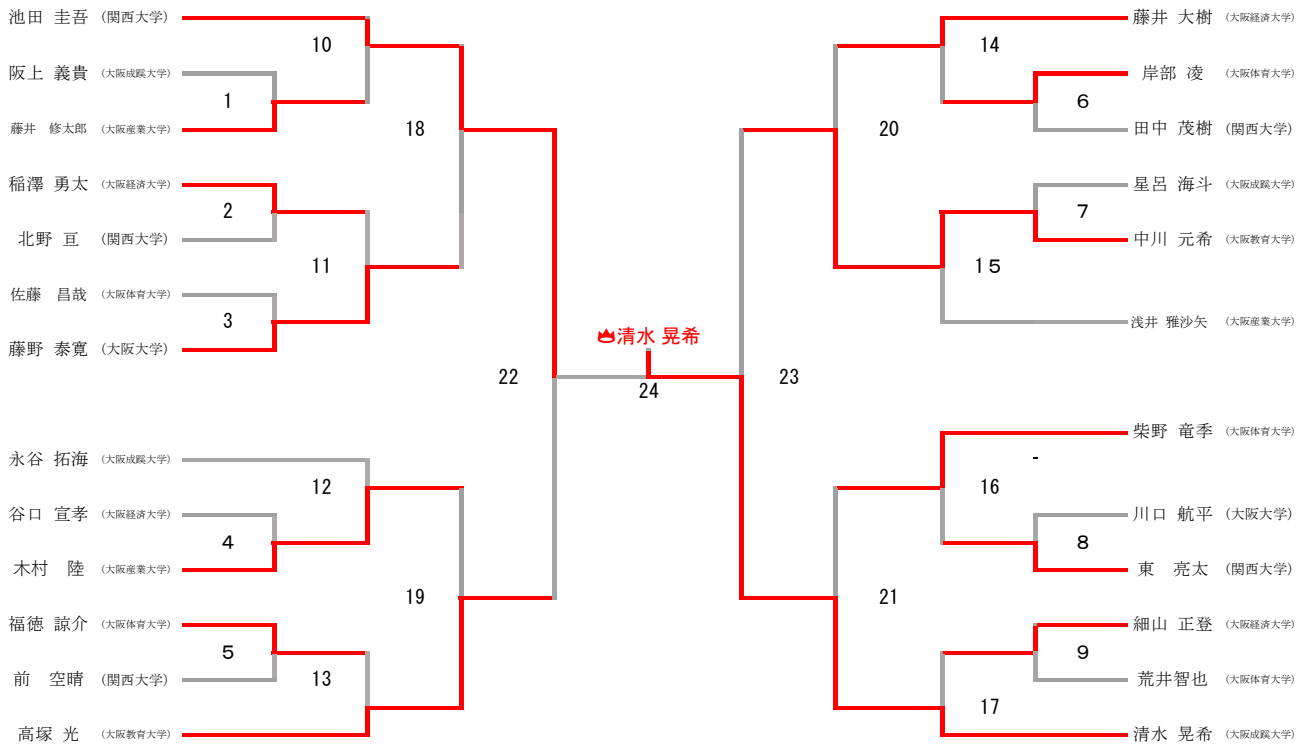 池田 圭吾 (関西大学)
10
阪上 義貴 (大阪成蹊大学)
1
藤井 修太郎 (大阪産業大学)
18
稲澤 勇太 (大阪経済大学)
2
北野 亘 (関西大学)
11
佐藤 昌哉 (大阪体育大学)
3
藤野 泰寛 (大阪大学)
22
永谷 拓海 (大阪成蹊大学)
12
谷口 宣孝 (大阪経済大学)
4
木村 陸 (大阪産業大学)
19
福徳 諒介 (大阪体育大学)
5
前 空晴 (関西大学)
13
高塚 光 (大阪教育大学)
清水 晃希
24
藤井 大樹 (大阪経済大学)
14
岸部 凌 (大阪体育大学)
6
田中 茂樹 (関西大学)
20
星呂 海斗 (大阪成蹊大学)
7
中川 元希 (大阪教育大学)
15
浅井 雅沙矢 (大阪産業大学)
23
柴野 竜季 (大阪体育大学)
-
16
川口 航平 (大阪大学)
8
東 亮太 (関西大学)
21
細山 正登 (大阪経済大学)
9
荒井智也 (大阪体育大学)
17
清水 晃希 (大阪成蹊大学)